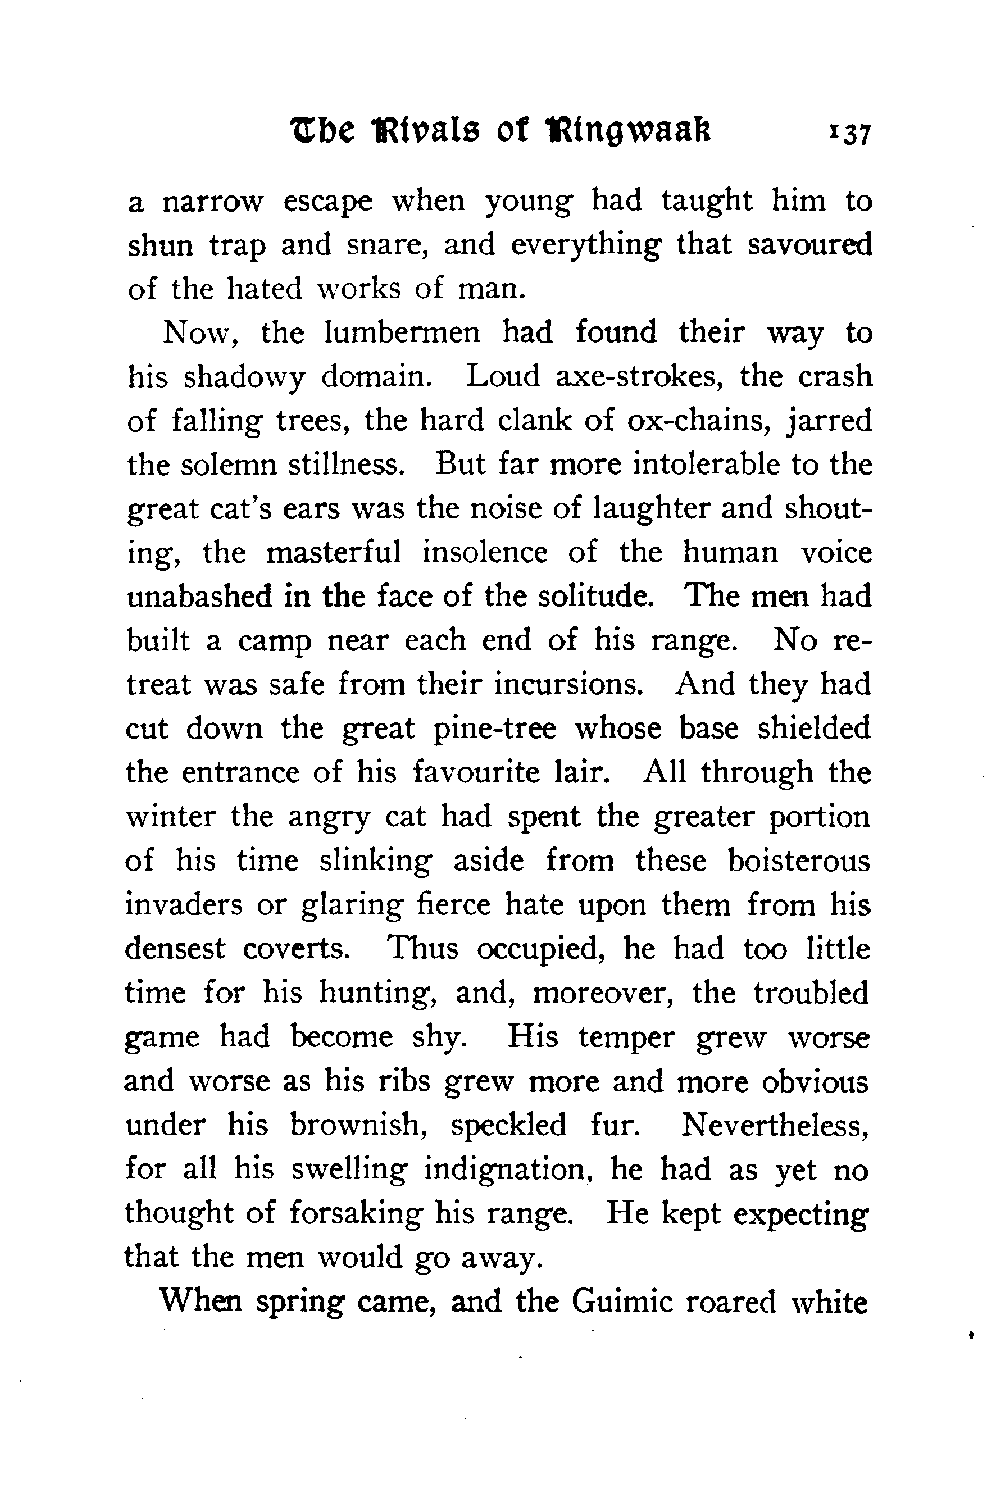 The Rivals of Ringwaak 137
a narrow escape when young had taught him to
shun trap and snare, and everything that savoured
of the hated works of man.
Now, the lumbermen had found their way to
his shadowy domain. Loud axe-strokes, the crash
of falling trees, the hard clank of ox-chains, jarred
the solemn stillness. But far more intolerable to the
great cat's ears was the noise of laughter and shout-
ing, the masterful insolence of the human voice
unabashed in the face of the solitude. The men had
built a camp near each end of his range. No re-
treat was safe from their incursions. And they had
cut down the great pine-tree whose base shielded
the entrance of his favourite lair. All through the
winter the angry cat had spent the greater portion
of his time slinking aside from these boisterous
invaders or glaring fierce hate upon them from his
densest coverts. Thus occupied, he had too little
time for his hunting, and, moreover, the troubled
game had become shy. His temper grew worse
and worse as his ribs grew more and more obvious
under his brownish, speckled fur. Nevertheless,
for all his swelling indignation, he had as yet no
thought of forsaking his range. He kept expecting
that the men would go away.
When spring came, and the Guimic roared white